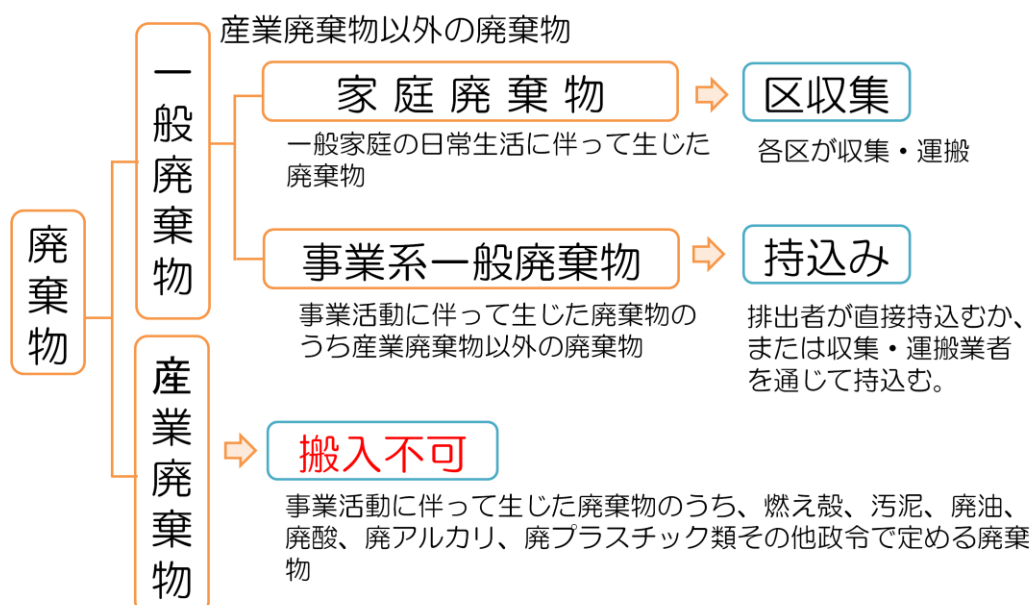 廃棄物
一般廃棄物
産業廃棄物以外の廃棄物
家庭廃棄物
一般家庭の日常生活に伴って生じた
廃棄物
区収集
各区が収集・運搬
事業系一般廃棄物
事業活動に伴って生じた廃棄物の
うち産業廃棄物以外の廃棄物
持込み
排出者が直接持込むか、
または収集・運搬業者
を通じて持込む。
産業廃棄物
搬入不可
事業活動に伴って生じた廃棄物のうち、燃え殻、汚泥、廃油、
廃酸、廃アルカリ、廃プラスチック類その他政令で定める廃棄
物